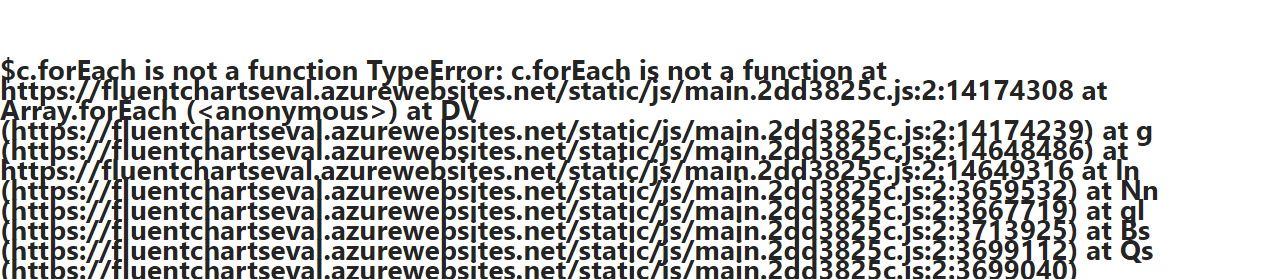 $c.forEach is not a function TypeError: c.forEach is not a function at
https://fluentchartseval.azurewebsites.net/static/js/main.2dd3825c.js:2:14174308 at
Array.forEach (<anonymous>) at DV
(https://fluentchartseval.azurewebsites.net/static/js/main.2dd3825c.js:2:14174239) at g
(https://fluentchartseval.azurewebsites.net/static/js/main.2dd3825c.js:2:14648486) at
https://fluentchartseval.azurewebsites.net/static/js/main.2dd3825c.js:2:14649316 at ln
(https://fluentchartseval.azurewebsites.net/static/js/main.2dd3825c.js:2:3659532) at Nn
(https://fluentchartseval.azurewebsites.net/static/js/main.2dd3825c.js:2:3667719) at gl
(https://fluentchartseval.azurewebsites.net/static/js/main.2dd3825c.js:2:3713925) at Bs
(https://fluentchartseval.azurewebsites.net/static/js/main.2dd3825c.js:2:3699112) at Qs
(https://fluentchartseval.azurewebsites.net/static/js/main.2dd3825c.js:2:3699040)